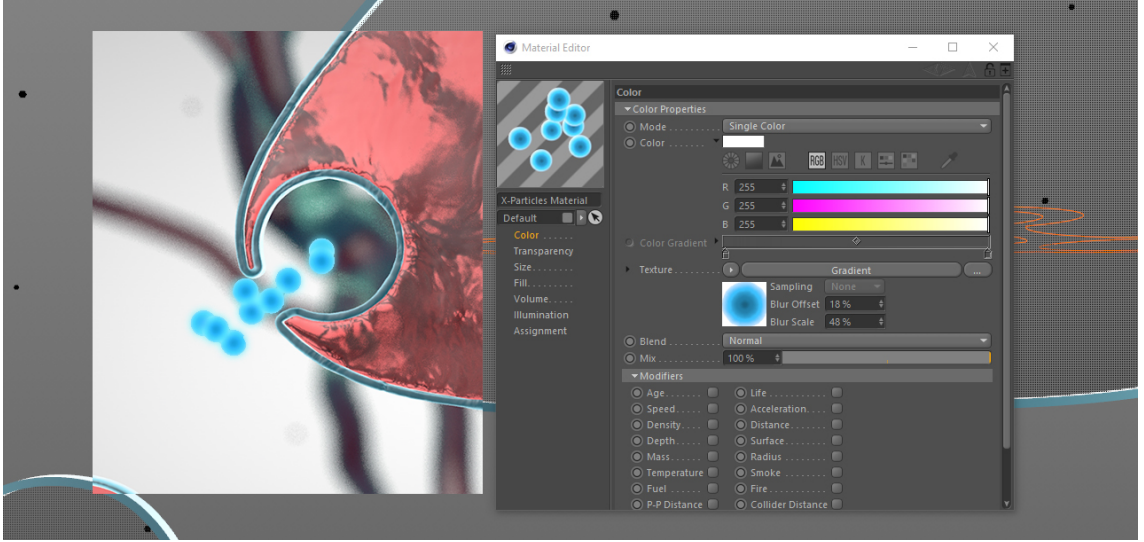 Material Editor
Color
Color Properties
Mode Single Color
Color
RGB HSV K
R 255
G 255
B 255
Color Gradient
Texture Gradient ...
Sampling None
Blur Offset 18 %
Blur Scale 48 %
Blend Normal
Mix 100 %
Modifiers
Age Life
Speed Acceleration
Density Distance
Depth Surface
Mass Radius
Temperature Smoke
Fuel Fire
P-P Distance Collider Distance
X-Particles Material
Default
Color
Transparency
Size
Fill
Volume
Illumination
Assignment